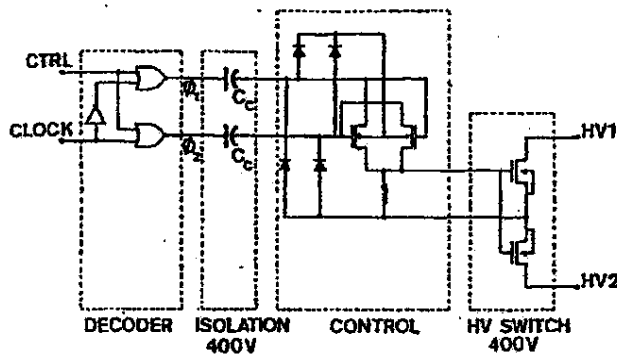 CTRL
CLOCK
Φ₁
Φ₂
Cc
Cc
HV1
HV2
DECODER
ISOLATION
400V
CONTROL
HV SWITCH
400V